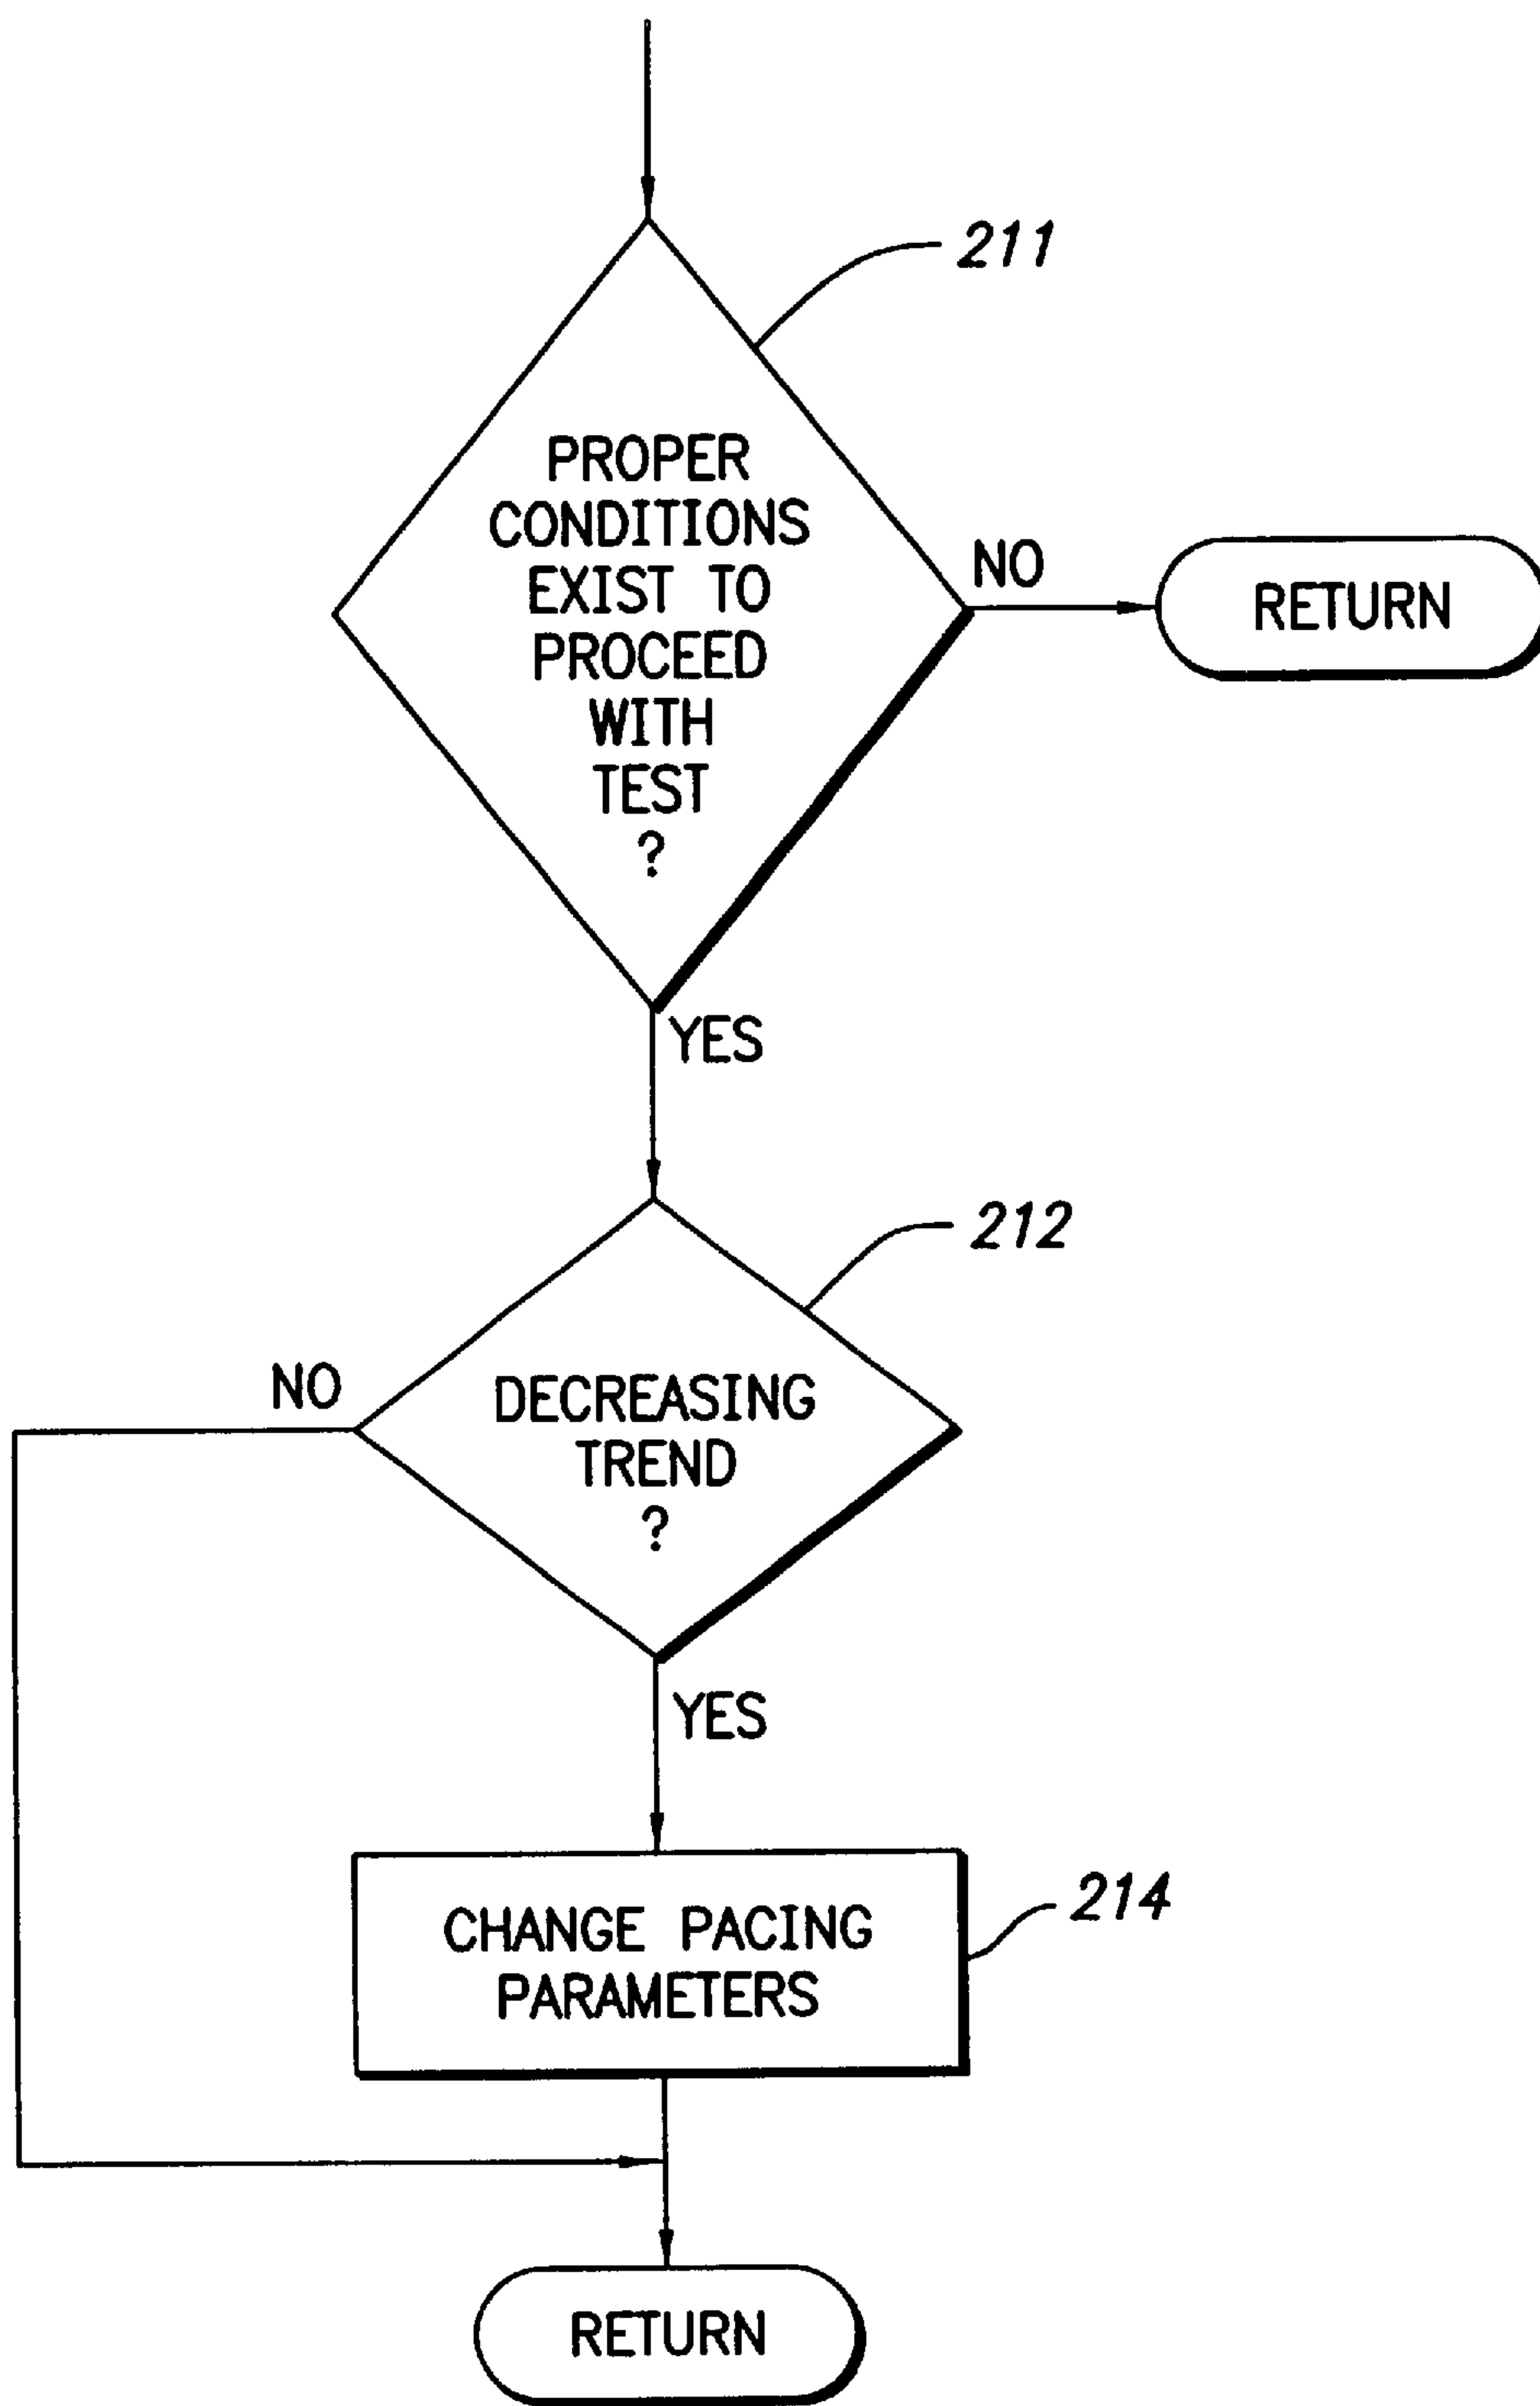 211
PROPER
CONDITIONS
EXIST TO
PROCEED
WITH
TEST
?
NO
RETURN
YES
212
NO
DECREASING
TREND
?
YES
214
CHANGE PACING
PARAMETERS
RETURN